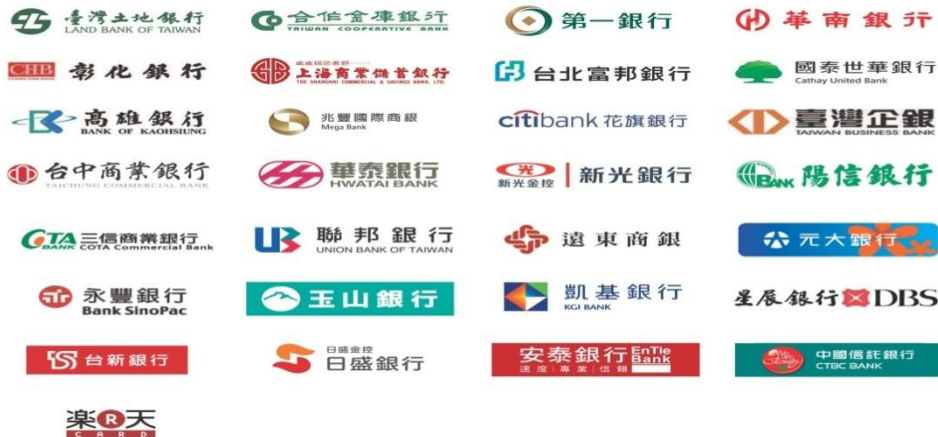 臺灣土地銀行
LAND BANK OF TAIWAN
合作金庫銀行
TAIWAN COOPERATIVE BANK
第一銀行
華南銀行
CHB
彰化銀行
上海商業儲蓄銀行
THE SHANGHAI COMMERCIAL & SAVINGS BANK, LTD.
台北富邦銀行
國泰世華銀行
Cathay United Bank
高雄銀行
BANK OF KAOHSIUNG
兆豐國際商銀
Mega Bank
citibank 花旗銀行
臺灣企銀
TAIWAN BUSINESS BANK
台中商業銀行
TAICHUNG COMMERCIAL BANK
華泰銀行
HWATAI BANK
光
新光金控
新光銀行
BANK 陽信銀行
COTA
BANK
三信商業銀行
COTA Commercial Bank
聯邦銀行
UNION BANK OF TAIWAN
遠東商銀
元大銀行
永豐銀行
Bank SinoPac
玉山銀行
凱基銀行
KGI BANK
星辰銀行 DBS
台新銀行
日盛金控
日盛銀行
安泰銀行 EnTie
Bank
速度|專業|信賴
We are
family
中國信託銀行
CTBC BANK
楽R天
CARD